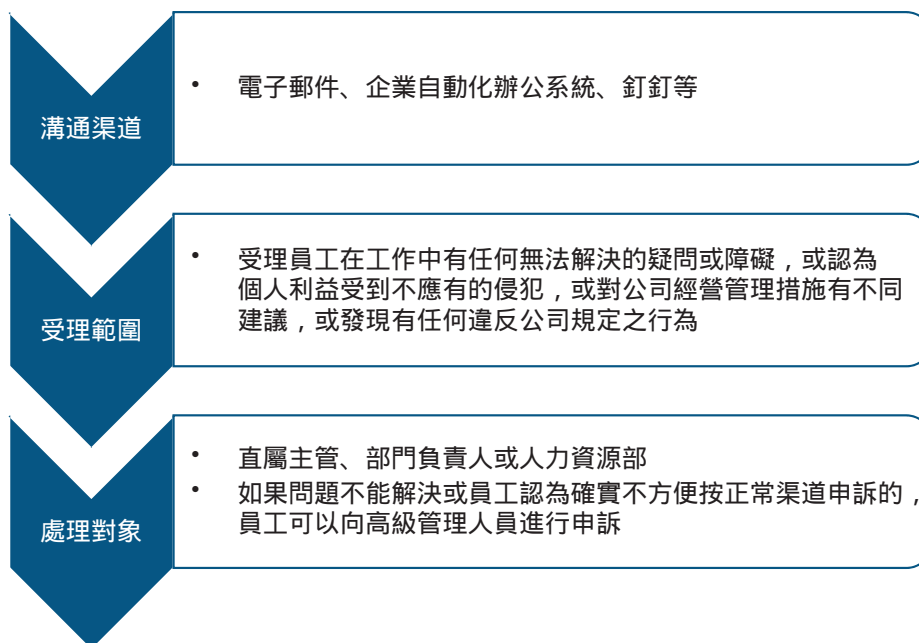 溝通渠道
• 電子郵件、企業自動化辦公系統、釘釘等
受理範圍
• 受理員工在工作中有任何無法解決的疑問或障礙，或認為
個人利益受到不應有的侵犯，或對公司經營管理措施有不同
建議，或發現有任何違反公司規定之行為
處理對象
• 直屬主管、部門負責人或人力資源部
• 如果問題不能解決或員工認為確實不方便按正常渠道申訴的，
員工可以向高級管理人員進行申訴